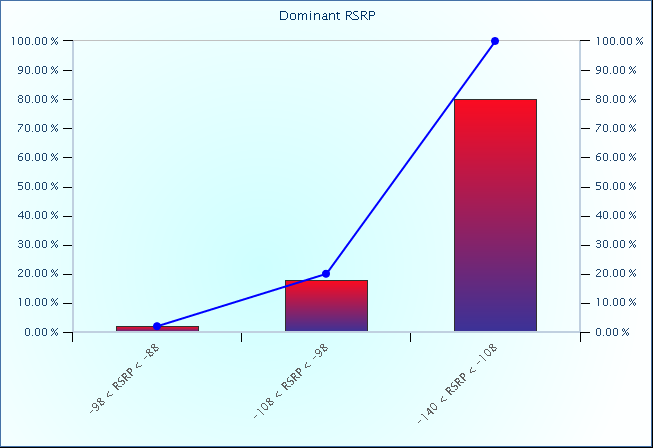 Dominant RSRP
100.00 % 100.00 %
90.00 % 90.00 %
80.00 % 80.00 %
70.00 % 70.00 %
60.00 % 60.00 %
50.00 % 50.00 %
40.00 % 40.00 %
30.00 % 30.00 %
20.00 % 20.00 %
10.00 % 10.00 %
0.00 % 0.00 %
-98 < RSRP < -88
-108 < RSRP < -98
-140 < RSRP < -108